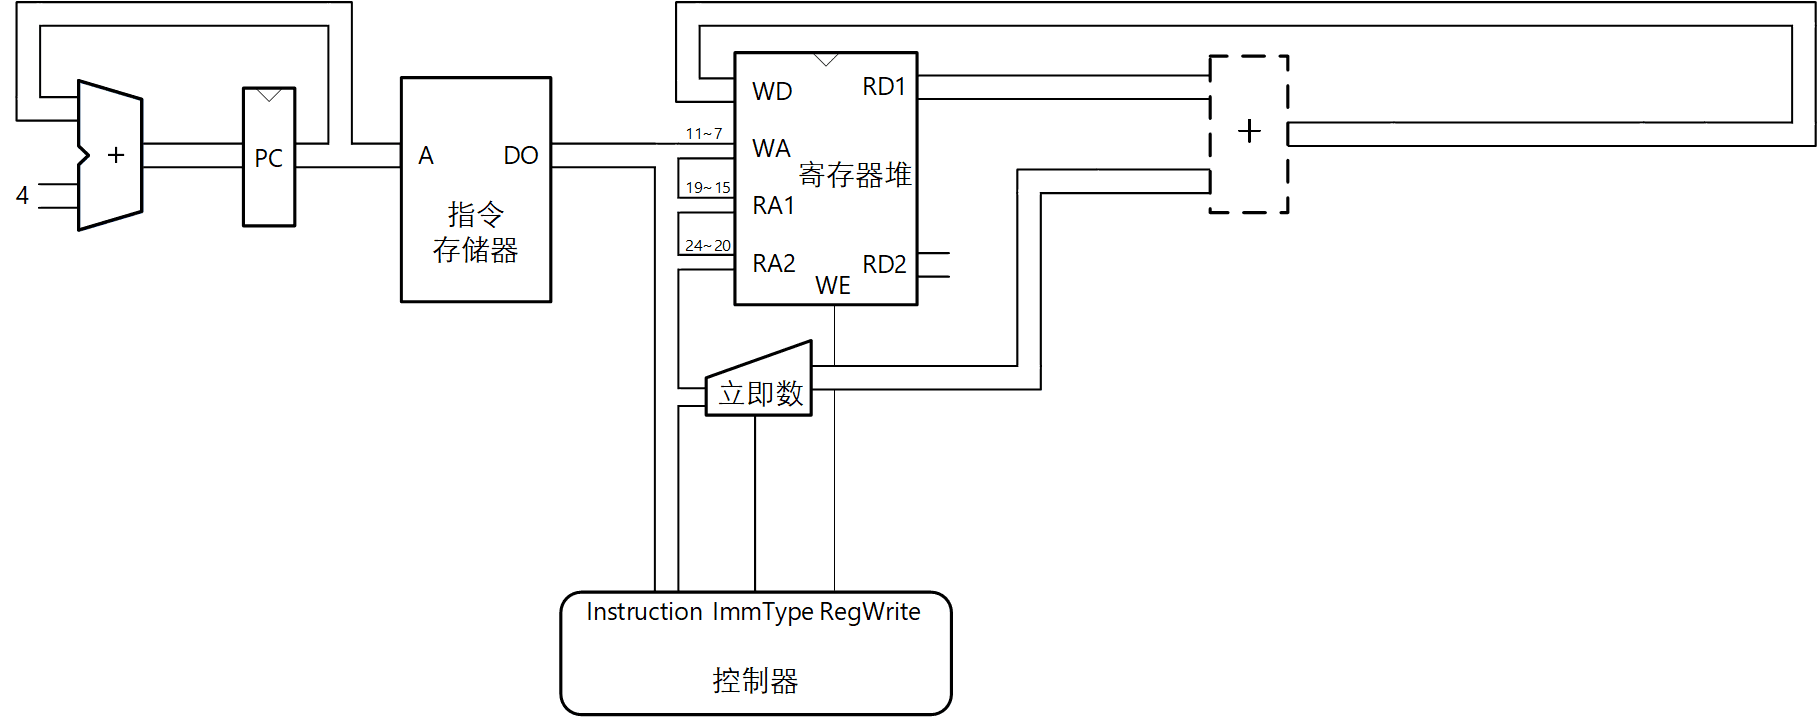 +
4
PC
A
DO
指令
存储器
11~7
19~15
24~20
WD
WA
RA1
RA2
RD1
寄存器堆
RD2
WE
+
立即数
Instruction ImmType RegWrite
控制器